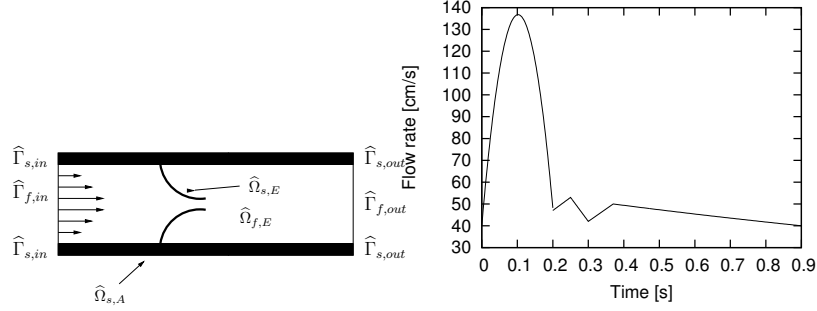 Γ̂s,in
Γ̂f,in
Γ̂s,in
Ω̂s,A
Ω̂s,E
Ω̂f,E
Γ̂s,out
Γ̂f,out
Γ̂s,out
Flow rate [cm/s]
140
130
120
110
100
90
80
70
60
50
40
30
0 0.1 0.2 0.3 0.4 0.5 0.6 0.7 0.8 0.9
Time [s]